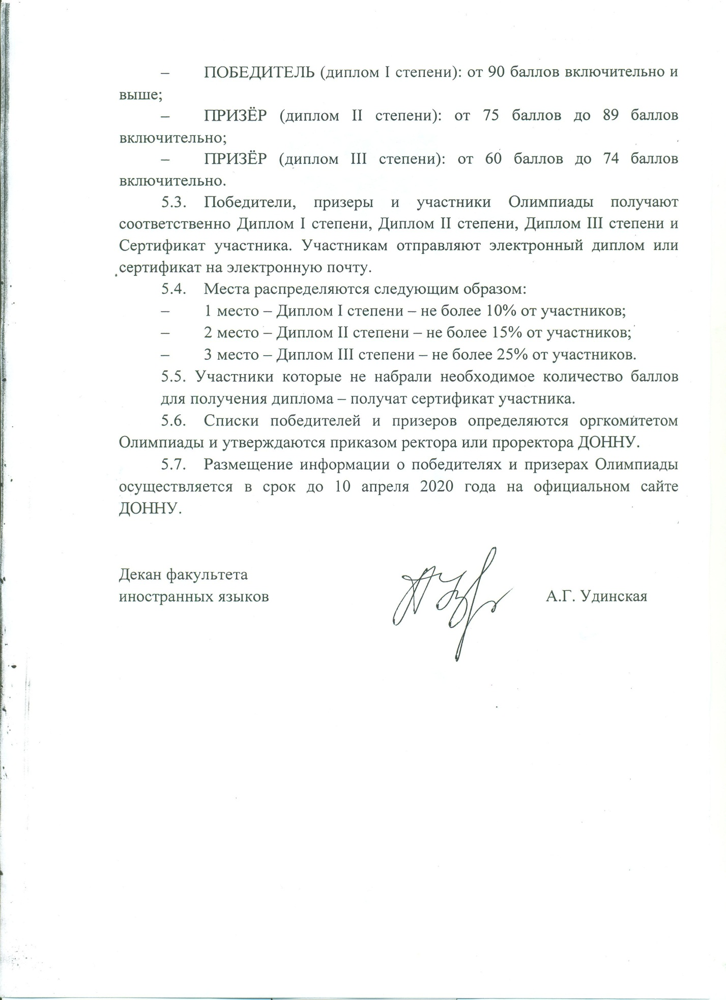 – ПОБЕДИТЕЛЬ (диплом I степени): от 90 баллов включительно и
выше;
– ПРИЗЁР (диплом II степени): от 75 баллов до 89 баллов
включительно;
– ПРИЗЁР (диплом III степени): от 60 баллов до 74 баллов
включительно.
5.3. Победители, призеры и участники Олимпиады получают
соответственно Диплом I степени, Диплом II степени, Диплом III степени и
Сертификат участника. Участникам отправляют электронный диплом или
сертификат на электронную почту.
5.4. Места распределяются следующим образом:
– 1 место – Диплом I степени – не более 10% от участников;
– 2 место – Диплом II степени – не более 15% от участников;
– 3 место – Диплом III степени – не более 25% от участников.
5.5. Участники которые не набрали необходимое количество баллов
для получения диплома – получат сертификат участника.
5.6. Списки победителей и призеров определяются оргкомитетом
Олимпиады и утверждаются приказом ректора или проректора ДОННУ.
5.7. Размещение информации о победителях и призерах Олимпиады
осуществляется в срок до 10 апреля 2020 года на официальном сайте
ДОННУ.
Декан факультета
иностранных языков А.Г. Удинская